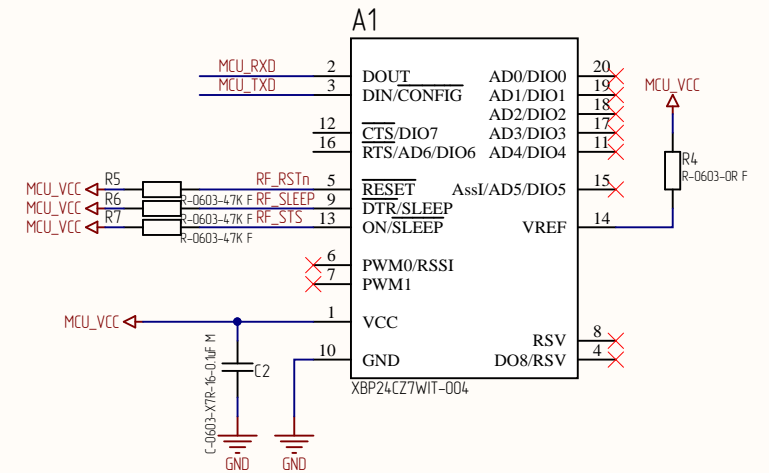 A1
MCU_RXD 2 DOUT AD0/DIO0 20
MCU_TXD 3 DIN/CONFIG AD1/DIO1 19
AD2/DIO2 18
12 CTS/DIO7 AD3/DIO3 17
16 RTS/AD6/DIO6 AD4/DIO4 11
MCU_VCC
R4
R-0603-0R F
MCU_VCC R5 RF_RSTn 5 RESET AssI/AD5/DIO5 15
R-0603-47K F
MCU_VCC R6 RF_SLEEP 9 DTR/SLEEP
R-0603-47K F
MCU_VCC R7 RF_STS 13 ON/SLEEP VREF 14
R-0603-47K F
6 PWM0/RSSI
7 PWM1
MCU_VCC 1 VCC
RSV 8
10 GND DO8/RSV 4
C2
C-0603-X7R-16-0.1uF M
XBP24CZ7WIT-004
GND GND